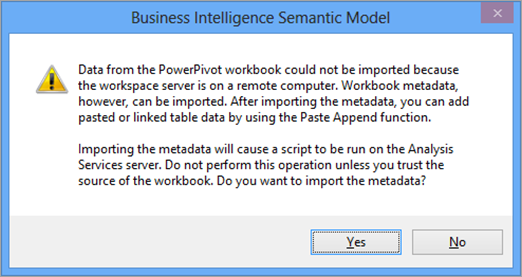 Business Intelligence Semantic Model
Data from the PowerPivot workbook could not be imported because
the workspace server is on a remote computer. Workbook metadata,
however, can be imported. After importing the metadata, you can add
pasted or linked table data by using the Paste Append function.
Importing the metadata will cause a script to be run on the Analysis
Services server. Do not perform this operation unless you trust the
source of the workbook. Do you want to import the metadata?
Yes
No